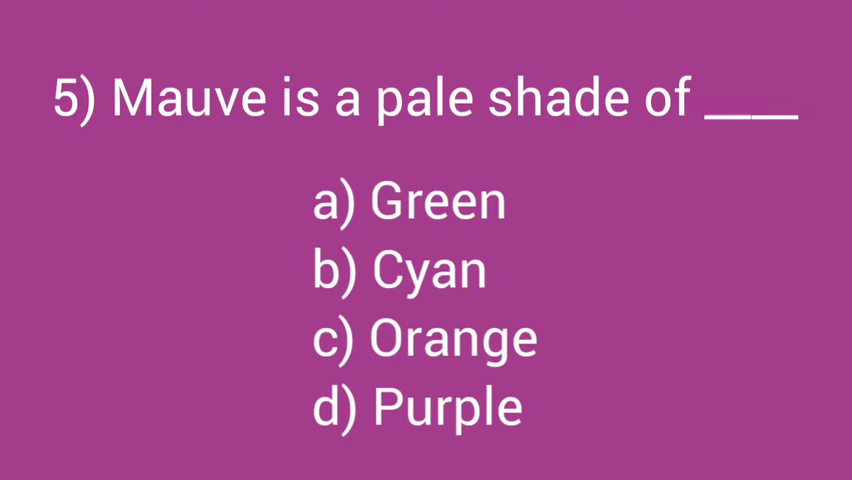 5) Mauve is a pale shade of ____
a) Green
b) Cyan
c) Orange
d) Purple